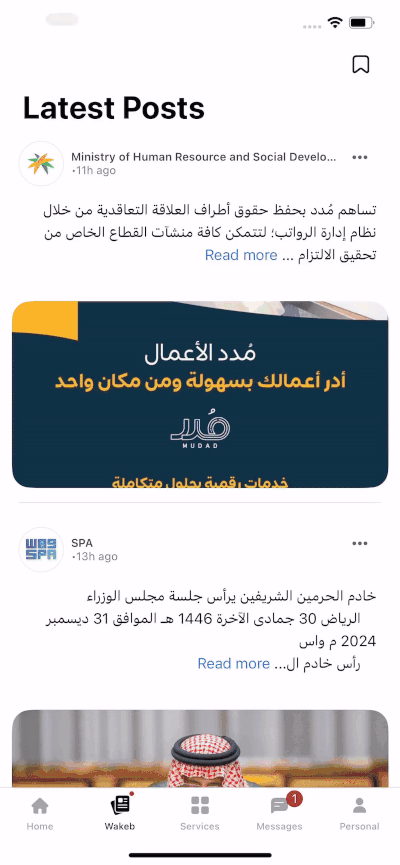 Latest Posts
Ministry of Human Resource and Social Develo...
•11h ago
تساهم مُدد بحفظ حقوق أطراف العلاقة التعاقدية من خلال
نظام إدارة الرواتب؛ لتتمكن كافة منشآت القطاع الخاص من
تحقيق الالتزام ... Read more
مُدد الأعمال
أدر أعمالك بسهولة ومن مكان واحد
مُدد
MUDAD
خدمات رقمية بحلول متكاملة
W@9
SPA
SPA
•13h ago
خادم الحرمين الشريفين يرأس جلسة مجلس الوزراء
الرياض 30 جمادى الآخرة 1446 هـ الموافق 31 ديسمبر
2024 م واس
رأس خادم ال... Read more
Home
Wakeb
Services
Messages
1
Personal